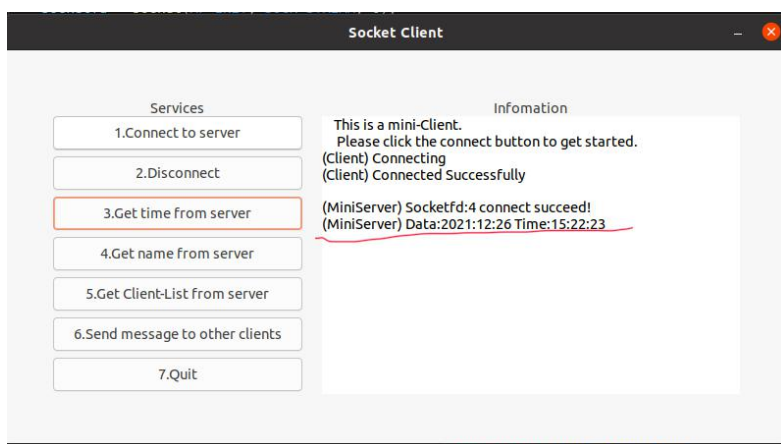 Socket Client
Services
1.Connect to server
2.Disconnect
3.Get time from server
4.Get name from server
5.Get Client-List from server
6.Send message to other clients
7.Quit
Infomation
This is a mini-Client.
Please click the connect button to get started.
(Client) Connecting
(Client) Connected Successfully
(MiniServer) Socketfd:4 connect succeed!
(MiniServer) Data:2021:12:26 Time:15:22:23